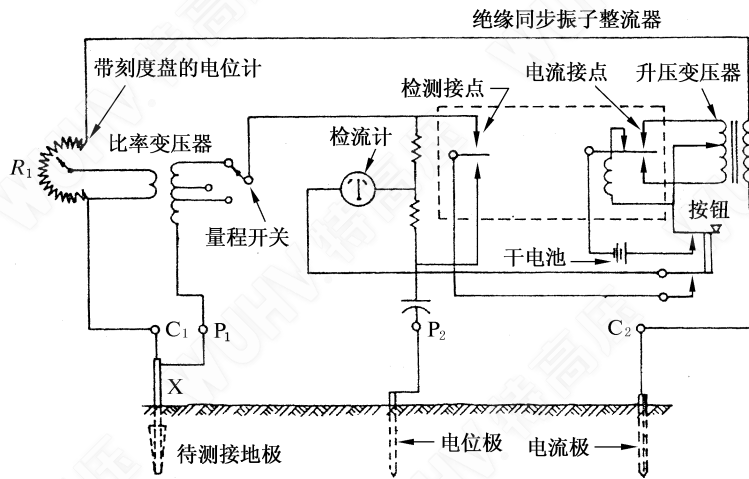 绝缘同步振子整流器
带刻度盘的电位计
检测接点
电流接点
升压变压器
比率变压器
检流计
R₁
量程开关
按钮
干电池
C₁
P₁
P₂
C₂
X
待测接地极
电位极
电流极